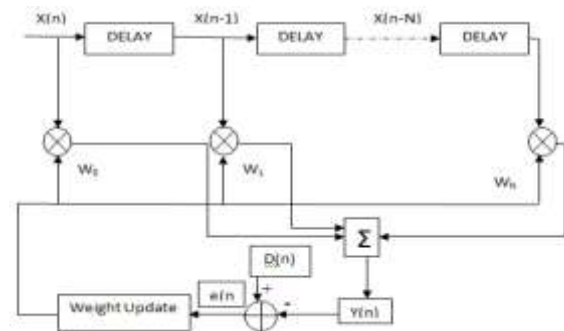 X(n) X(n-1) X(n-N)
DELAY DELAY DELAY
W₀ W₁ Wₙ
Σ
D(n)
e(n + -
Weight Update Y(n)